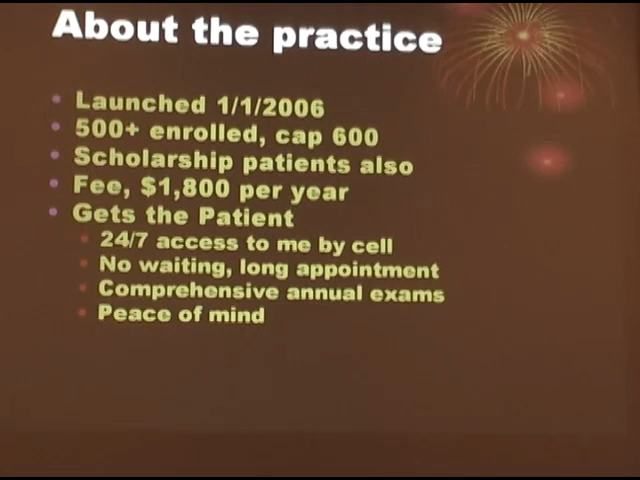 About the practice
Launched 1/1/2006
500+ enrolled, cap 600
Scholarship patients also
Fee, $1,800 per year
Gets the Patient
24/7 access to me by cell
No waiting, long appointment
Comprehensive annual exams
Peace of mind